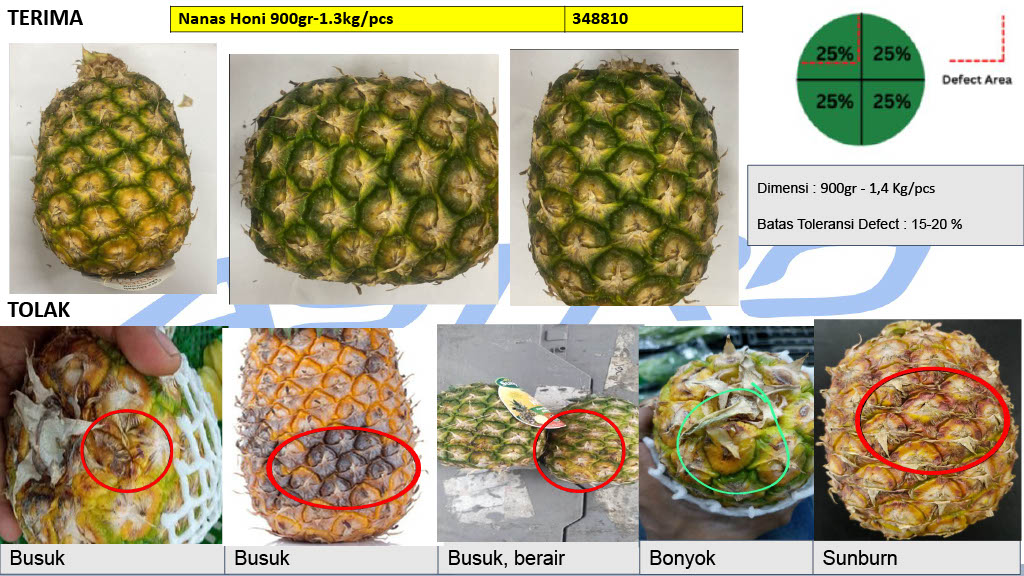 TERIMA
Nanas Honi 900gr-1.3kg/pcs 348810
25% 25%
25% 25%
Defect Area
Dimensi : 900gr - 1,4 Kg/pcs
Batas Toleransi Defect : 15-20 %
ASTRO
TOLAK
Busuk
Busuk
Busuk, berair
Bonyok
Sunburn